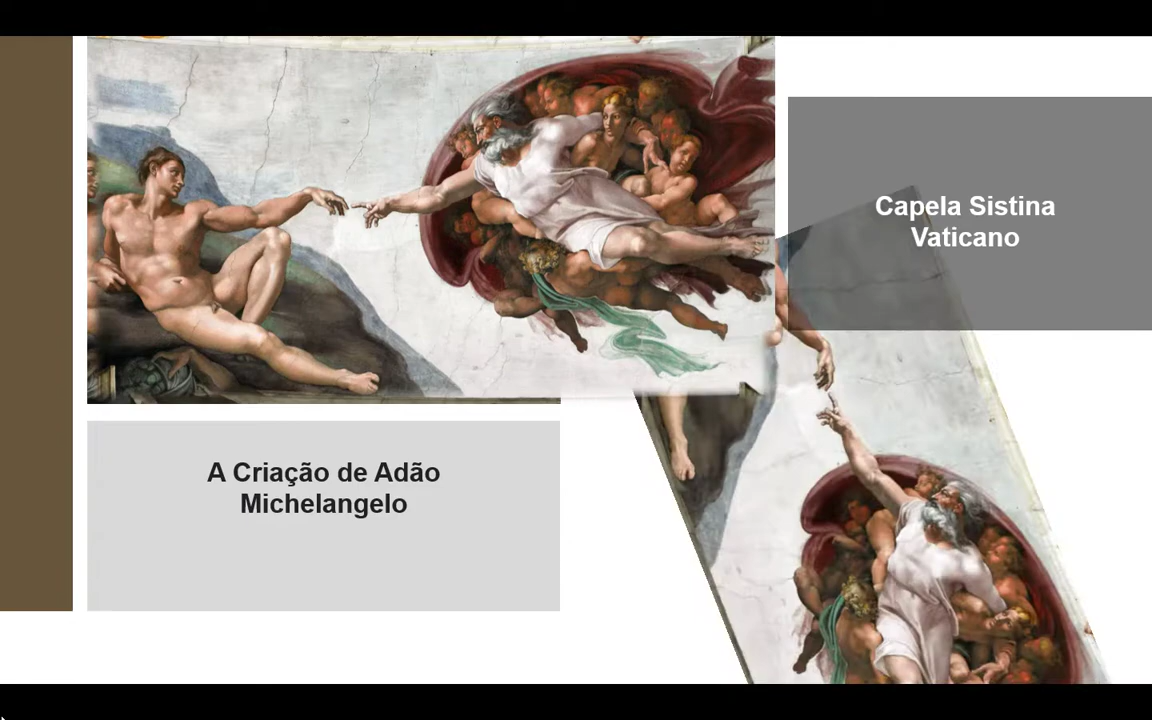 Capela Sistina
Vaticano
A Criação de Adão
Michelangelo